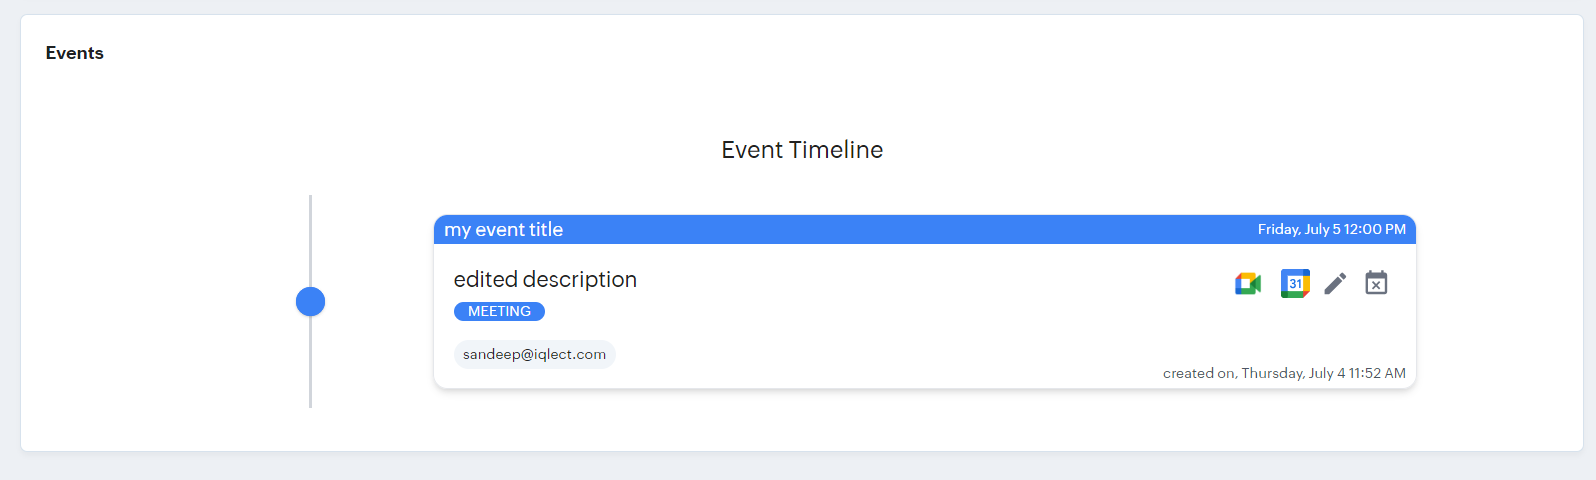 Events
Event Timeline
my event title
Friday, July 5 12:00 PM
edited description
31
MEETING
sandeep@iqlect.com
created on, Thursday, July 4 11:52 AM